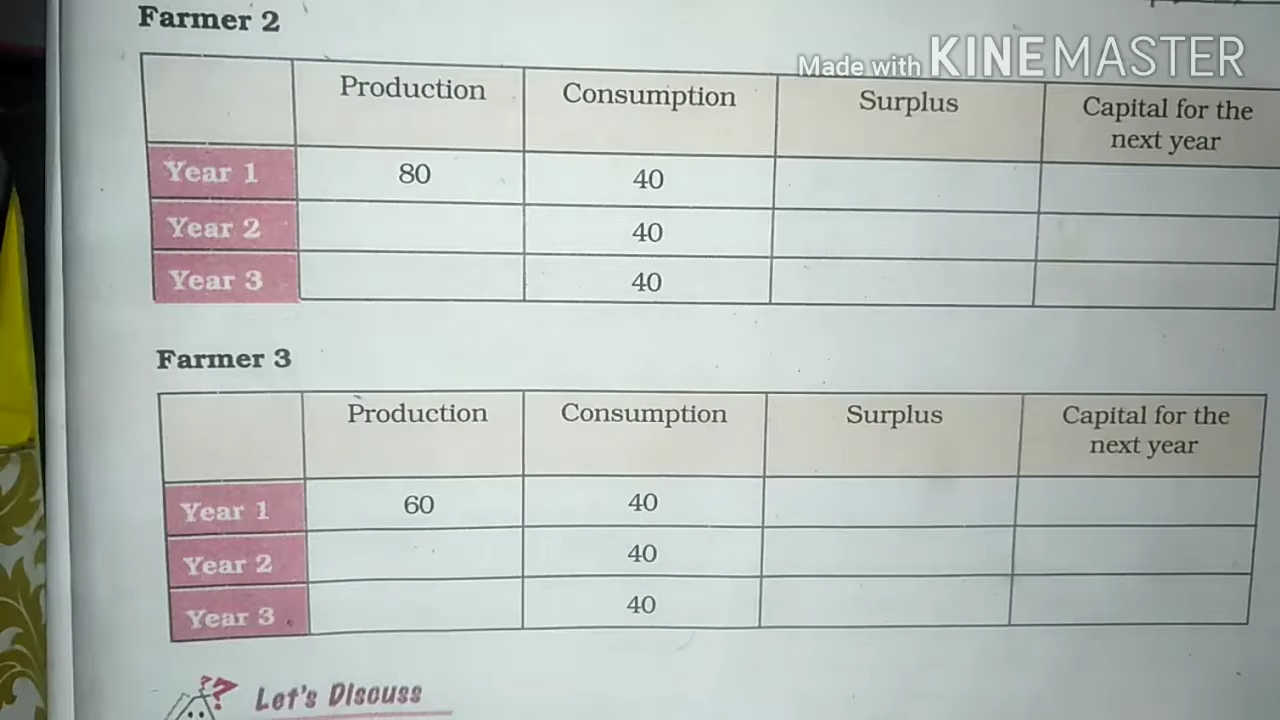 Farmer 2
Made with KINEMASTER
Production Consumption Surplus Capital for the
next year
Year 1 80 40
Year 2 40
Year 3 40
Farmer 3
Production Consumption Surplus Capital for the
next year
Year 1 60 40
Year 2 40
Year 3 40
Let's Discuss